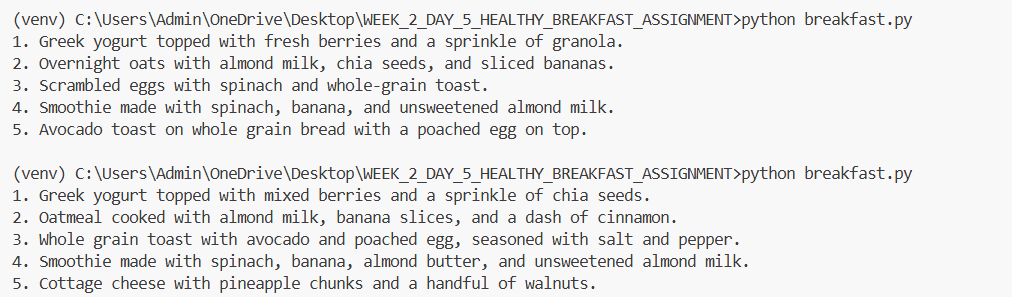 (venv) C:\Users\Admin\OneDrive\Desktop\WEEK_2_DAY_5_HEALTHY_BREAKFAST_ASSIGNMENT>python breakfast.py
1. Greek yogurt topped with fresh berries and a sprinkle of granola.
2. Overnight oats with almond milk, chia seeds, and sliced bananas.
3. Scrambled eggs with spinach and whole-grain toast.
4. Smoothie made with spinach, banana, and unsweetened almond milk.
5. Avocado toast on whole grain bread with a poached egg on top.
(venv) C:\Users\Admin\OneDrive\Desktop\WEEK_2_DAY_5_HEALTHY_BREAKFAST_ASSIGNMENT>python breakfast.py
1. Greek yogurt topped with mixed berries and a sprinkle of chia seeds.
2. Oatmeal cooked with almond milk, banana slices, and a dash of cinnamon.
3. Whole grain toast with avocado and poached egg, seasoned with salt and pepper.
4. Smoothie made with spinach, banana, almond butter, and unsweetened almond milk.
5. Cottage cheese with pineapple chunks and a handful of walnuts.